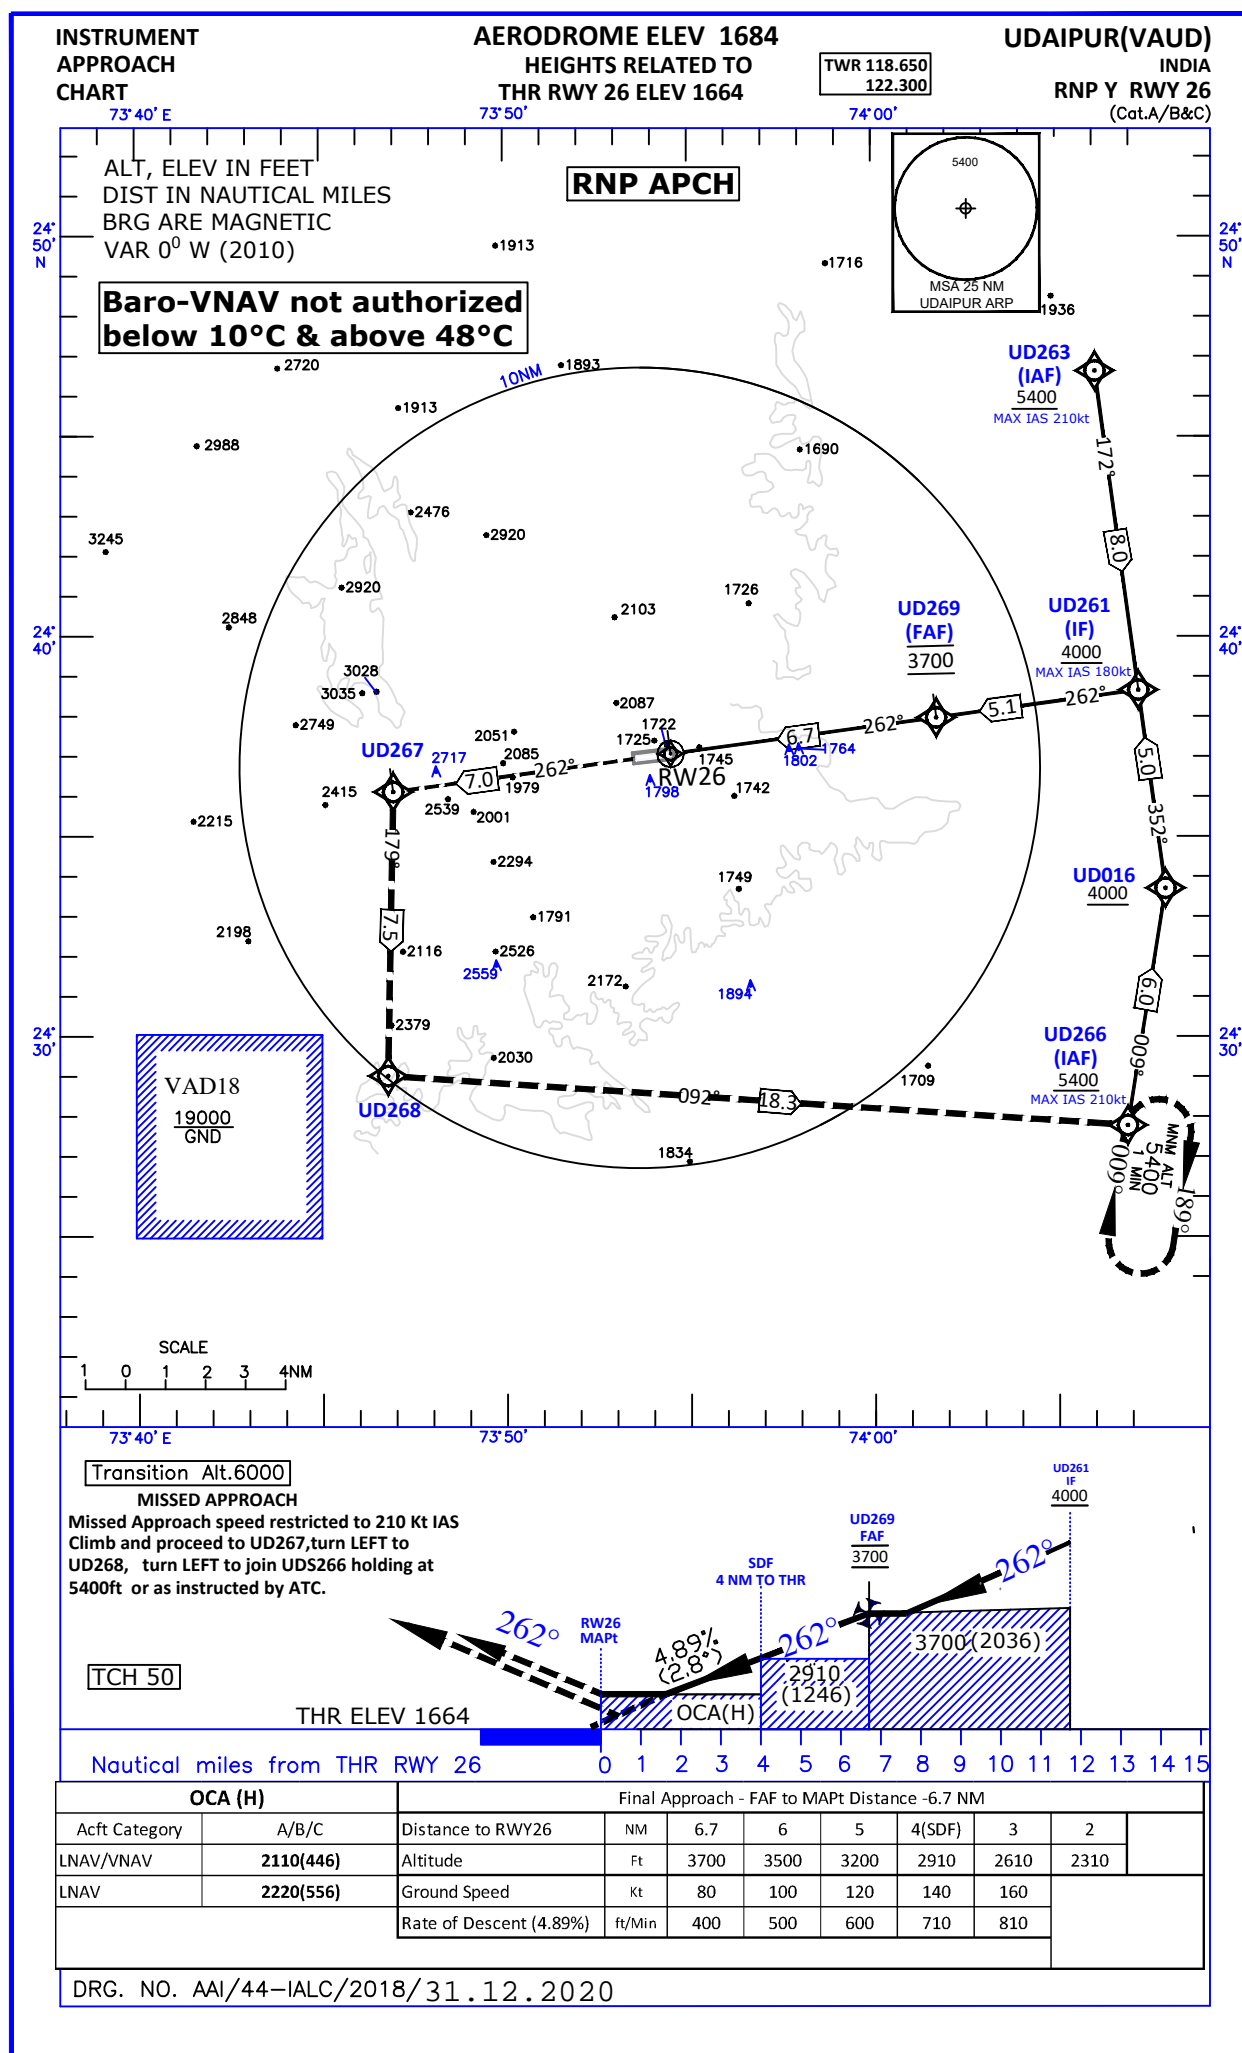 INSTRUMENT
APPROACH
CHART
AERODROME ELEV 1684
HEIGHTS RELATED TO
THR RWY 26 ELEV 1664
TWR 118.650
122.300
UDAIPUR(VAUD)
INDIA
RNP Y RWY 26
(Cat.A/B&C)
73°40' E
73°50'
74°00'
ALT, ELEV IN FEET
DIST IN NAUTICAL MILES
BRG ARE MAGNETIC
VAR 0⁰ W (2010)
RNP APCH
5400
MSA 25 NM
UDAIPUR ARP
24°
50'
N
24°
50'
N
1913
1716
1936
Baro-VNAV not authorized
below 10°C & above 48°C
2720
1893
10NM
UD263
(IAF)
5400
MAX IAS 210kt
1913
2988
1690
172°
2476
2920
3245
8.0
2920
1726
2103
2848
24°
40'
24°
40'
UD269
(FAF)
3700
UD261
(IF)
4000
MAX IAS 180kt
3028
3035
2087
5.1
262°
2749
1722
262°
2051
1725
6.7
1764
1745
1802
UD267
2717
2085
RW26
5.0
7.0
262°
1979
1798
1742
2415
2539
2001
2215
352°
179°
2294
1749
UD016
4000
1791
7.5
2198
2116
2526
2559
2172
1894
6.0
2379
24°
30'
24°
30'
UD266
(IAF)
5400
MAX IAS 210kt
009°
2030
1709
VAD18
19000
GND
UD268
092°
18.3
1834
MNM ALT
5400
1 MIN
009°
189°
SCALE
1 0 1 2 3 4NM
73°40' E
73°50'
74°00'
Transition Alt.6000
MISSED APPROACH
Missed Approach speed restricted to 210 Kt IAS
Climb and proceed to UD267,turn LEFT to
UD268, turn LEFT to join UDS266 holding at
5400ft or as instructed by ATC.
UD261
IF
4000
UD269
FAF
3700
SDF
4 NM TO THR
262°
RW26
MAPt
262°
262°
4.89%
(2.8°)
3700(2036)
2910
(1246)
TCH 50
OCA(H)
THR ELEV 1664
Nautical miles from THR RWY 26
0 1 2 3 4 5 6 7 8 9 10 11 12 13 14 15
OCA (H) Final Approach - FAF to MAPt Distance -6.7 NM
Acft Category A/B/C Distance to RWY26 NM 6.7 6 5 4(SDF) 3 2
LNAV/VNAV 2110(446) Altitude Ft 3700 3500 3200 2910 2610 2310
LNAV 2220(556) Ground Speed Kt 80 100 120 140 160
Rate of Descent (4.89%) ft/Min 400 500 600 710 810
DRG. NO. AAI/44-IALC/2018/31.12.2020